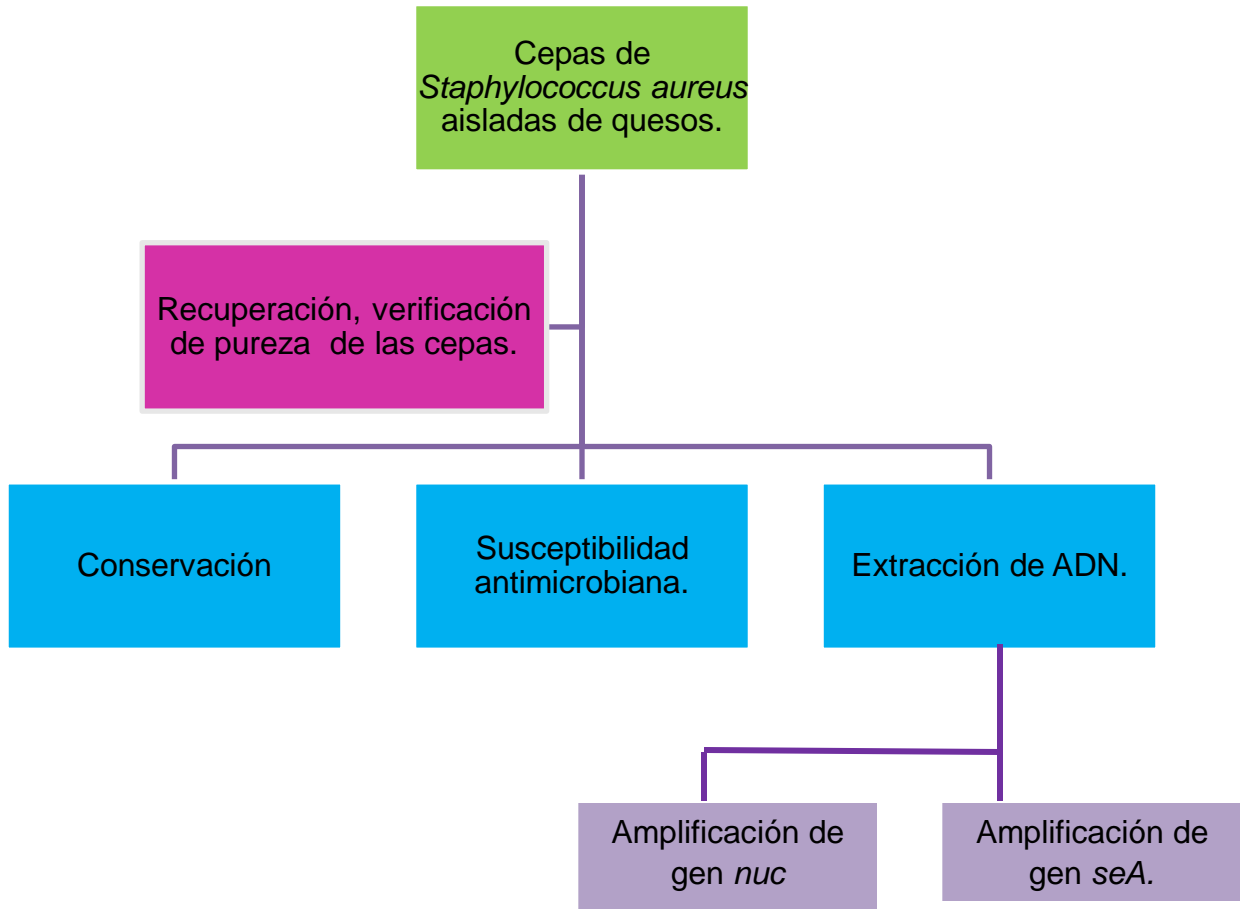 Cepas de
Staphylococcus aureus
aisladas de quesos.
Recuperación, verificación
de pureza de las cepas.
Conservación
Susceptibilidad
antimicrobiana.
Extracción de ADN.
Amplificación de
gen nuc
Amplificación de
gen seA.